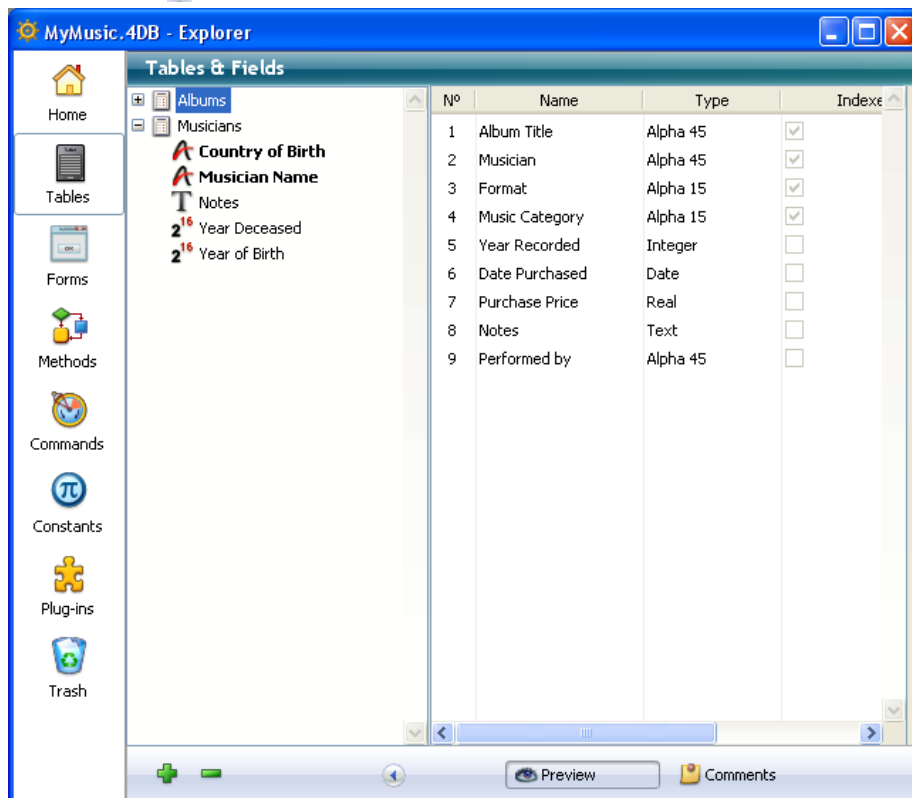 MyMusic.4DB - Explorer
Tables & Fields
Home
Tables
Forms
Methods
Commands
Constants
Plug-ins
Trash
Albums
Musicians
Country of Birth
Musician Name
Notes
2¹⁶ Year Deceased
2¹⁶ Year of Birth
Nº Name Type Indexe
1 Album Title Alpha 45
2 Musician Alpha 45
3 Format Alpha 15
4 Music Category Alpha 15
5 Year Recorded Integer
6 Date Purchased Date
7 Purchase Price Real
8 Notes Text
9 Performed by Alpha 45
Preview Comments